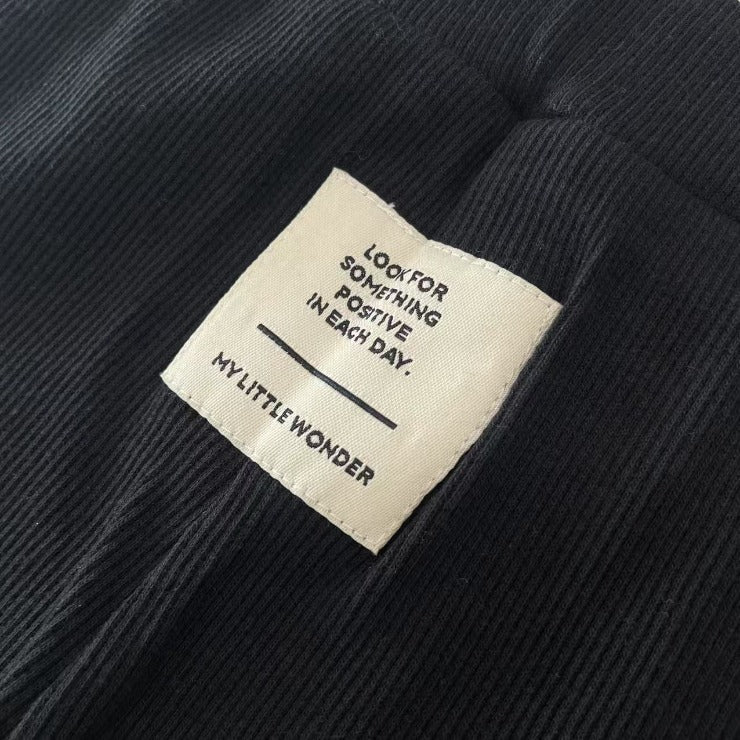 LOOK FOR
SOMETHING
POSITIVE
IN EACH DAY.
MY LITTLE WONDER